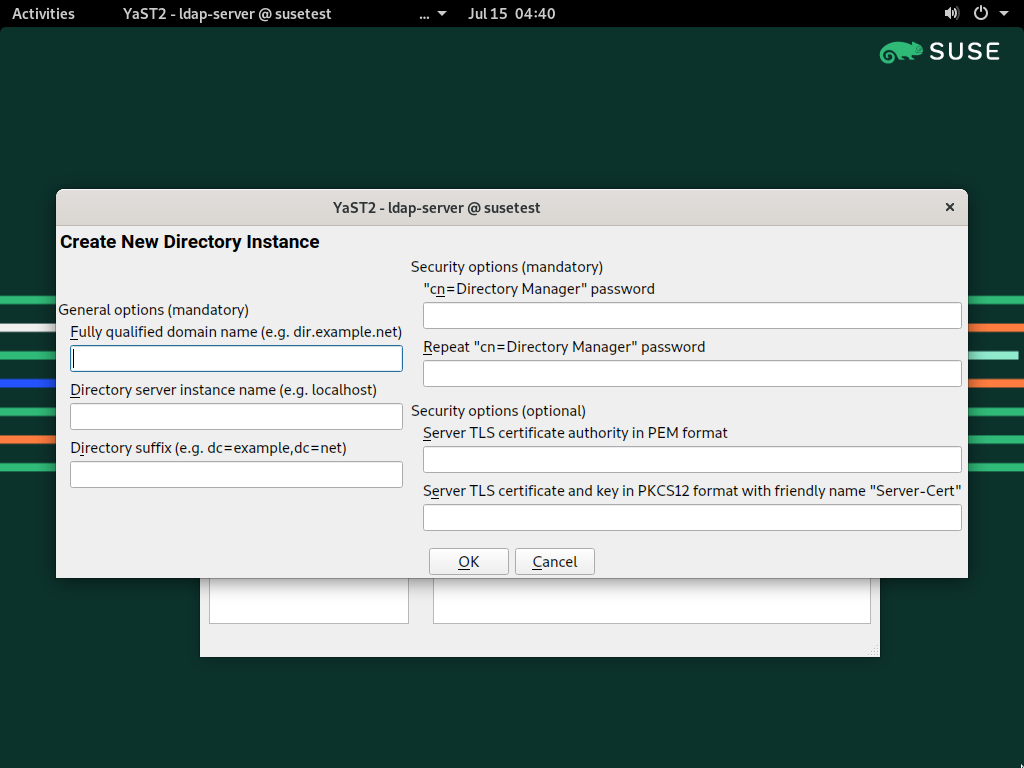 Activities
YaST2 - ldap-server @ susetest
...
Jul 15 04:40
SUSE
YaST2 - ldap-server @ susetest
Create New Directory Instance
General options (mandatory)
Fully qualified domain name (e.g. dir.example.net)
Directory server instance name (e.g. localhost)
Directory suffix (e.g. dc=example,dc=net)
Security options (mandatory)
"cn=Directory Manager" password
Repeat "cn=Directory Manager" password
Security options (optional)
Server TLS certificate authority in PEM format
Server TLS certificate and key in PKCS12 format with friendly name "Server-Cert"
OK
Cancel